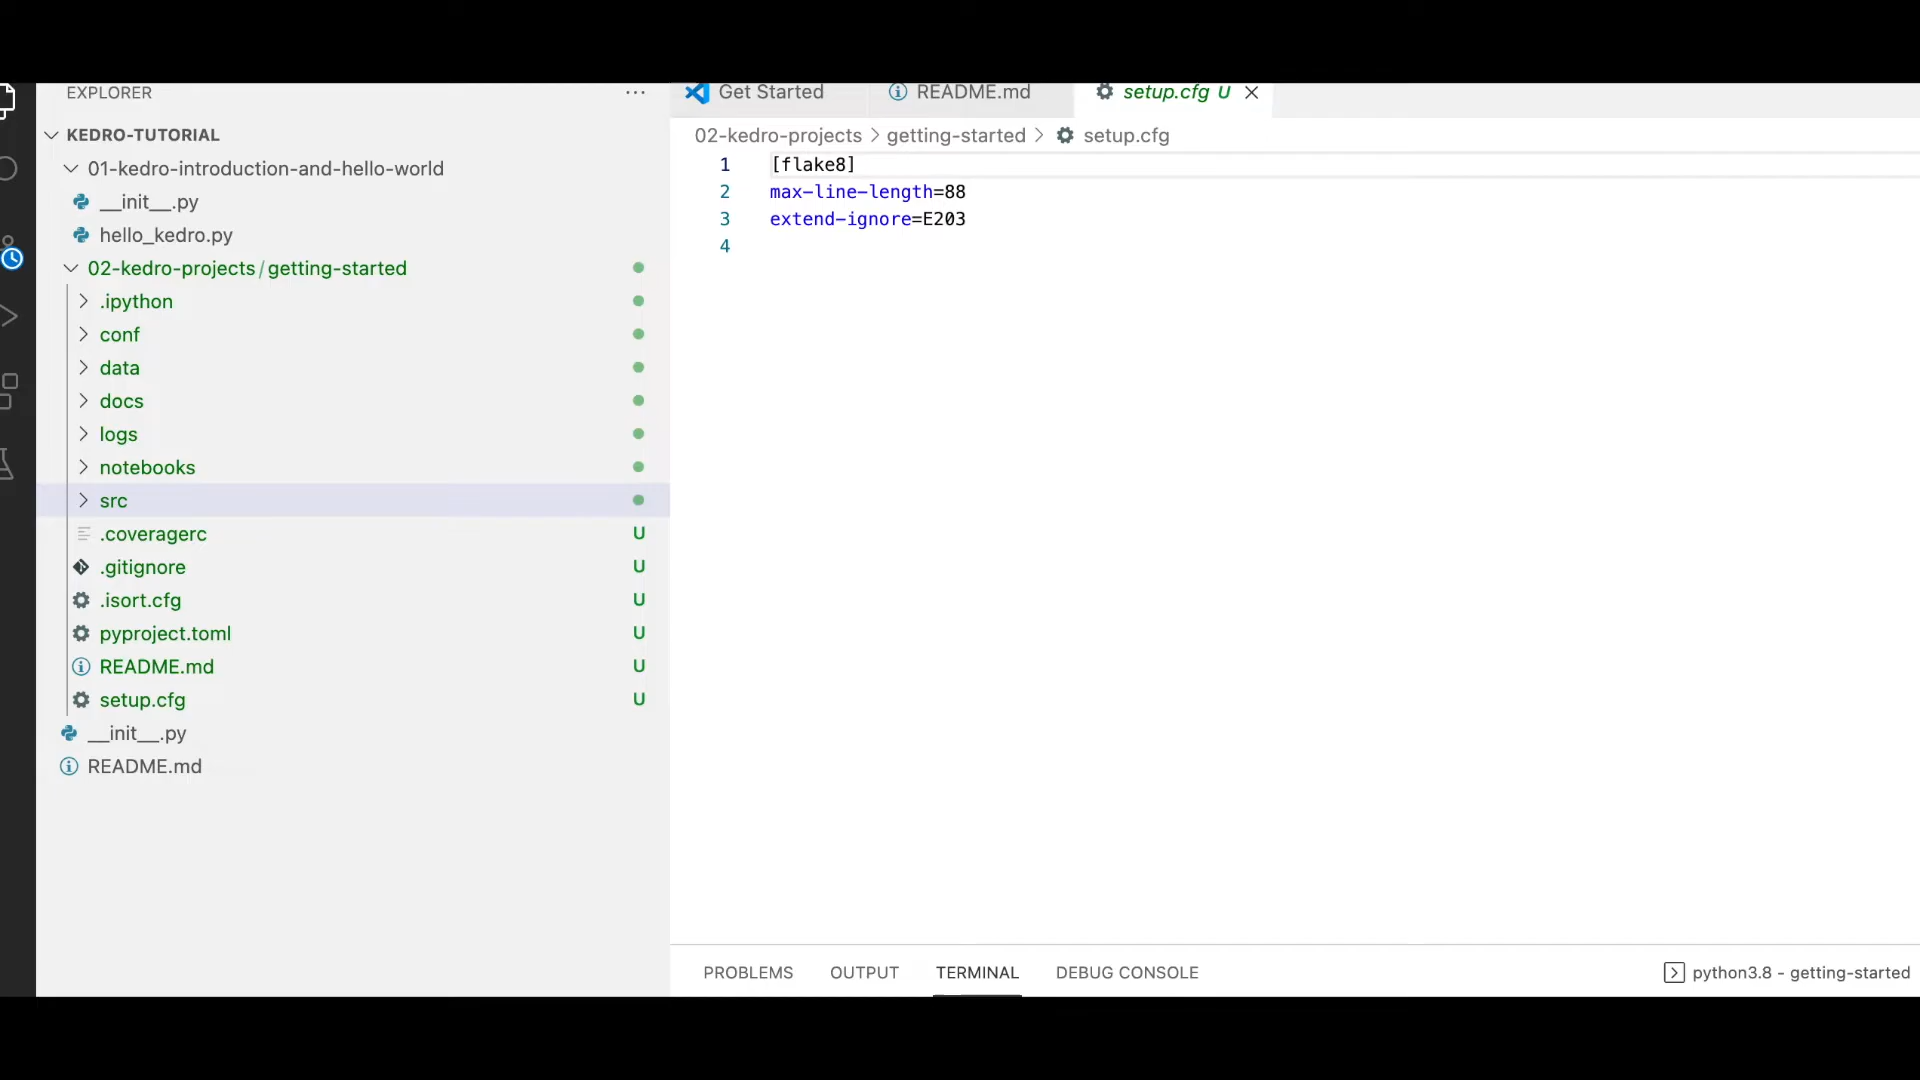 EXPLORER
KEDRO-TUTORIAL
01-kedro-introduction-and-hello-world
__init__.py
hello_kedro.py
02-kedro-projects/getting-started
.ipython
conf
data
docs
logs
notebooks
src
.coveragerc U
.gitignore U
.isort.cfg U
pyproject.toml U
README.md U
setup.cfg U
__init__.py
README.md
Get Started README.md setup.cfg U
02-kedro-projects > getting-started > setup.cfg
1 [flake8]
2 max-line-length=88
3 extend-ignore=E203
4
PROBLEMS OUTPUT TERMINAL DEBUG CONSOLE python3.8 - getting-started